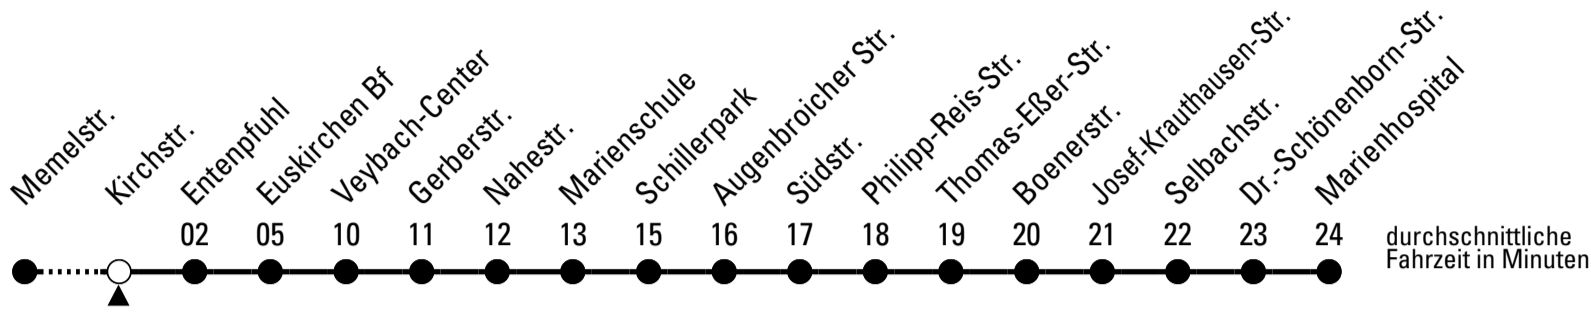 Memelstr.
Kirchstr.
Entenpfuhl
Euskirchen Bf
Veybach-Center
Gerberstr.
Nahestr.
Marienschule
Schillerpark
Augenbroicher Str.
Südstr.
Philipp-Reis-Str.
Thomas-Eßer-Str.
Boenerstr.
Josef-Krauthausen-Str.
Selbachstr.
Dr.-Schönenborn-Str.
Marienhospital
02 05 10 11 12 13 15 16 17 18 19 20 21 22 23 24
durchschnittliche
Fahrzeit in Minuten